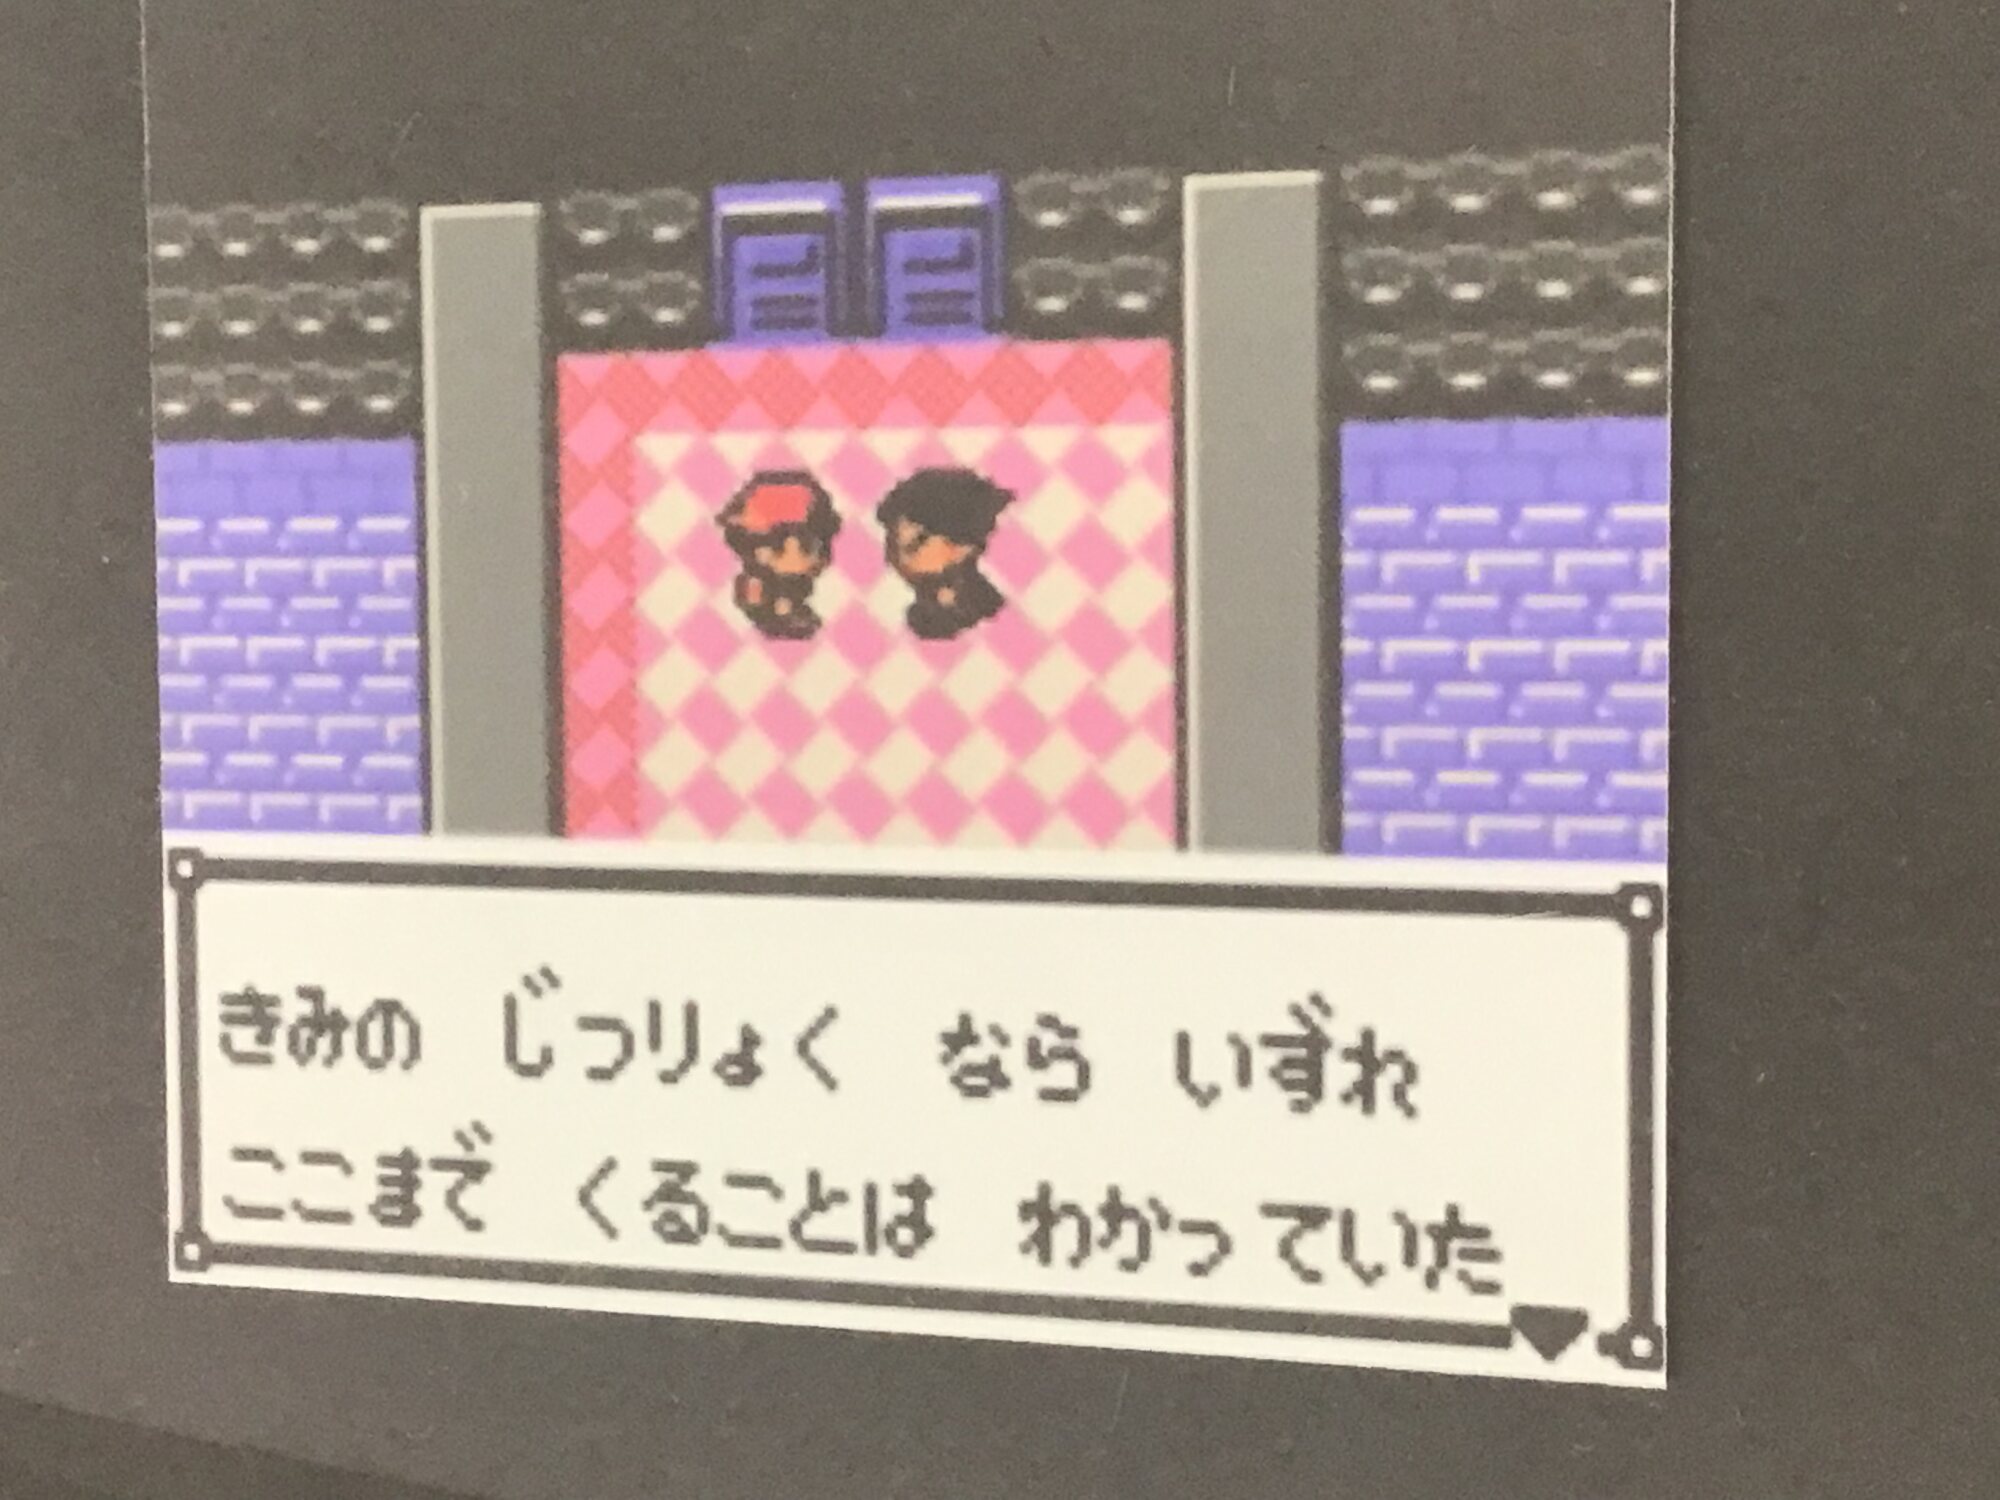 きみの じつりょく なら いずれ
ここまで くることは わかっていた